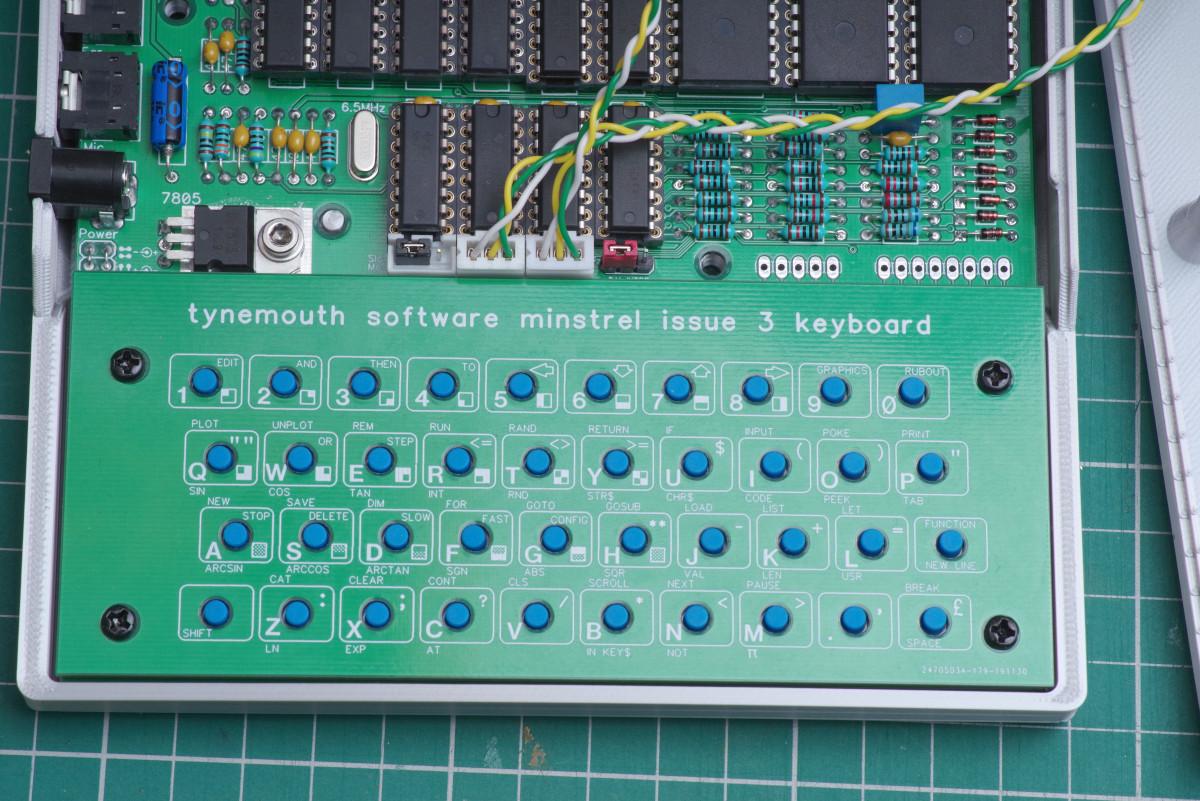 6.5MHz
Mic
7805
Power
tynemouth software minstrel issue 3 keyboard
EDIT AND THEN TO GRAPHICS RUBOUT
1 2 3 4 5 6 7 8 9 0
PLOT UNPLOT REM RUN RAND RETURN IF INPUT POKE PRINT
"" OR STEP <= <> >= $ ( ) "
Q W E R T Y U I O P
SIN COS TAN INT RND STR$ CHR$ CODE PEEK TAB
NEW SAVE DIM FOR GOTO GOSUB LOAD LIST LET
STOP DELETE SLOW FAST CONFIG ** - + = FUNCTION
A S D F G H J K L NEW LINE
ARCSIN ARCCOS ARCTAN SGN ABS SQR VAL LEN USR
CAT CLEAR CONT CLS SCROLL NEXT PAUSE BREAK
: ; ? / * < > , £
SHIFT Z X C V B N M . SPACE
LN EXP AT IN KEY$ NOT π
2470503A-Y79-191130